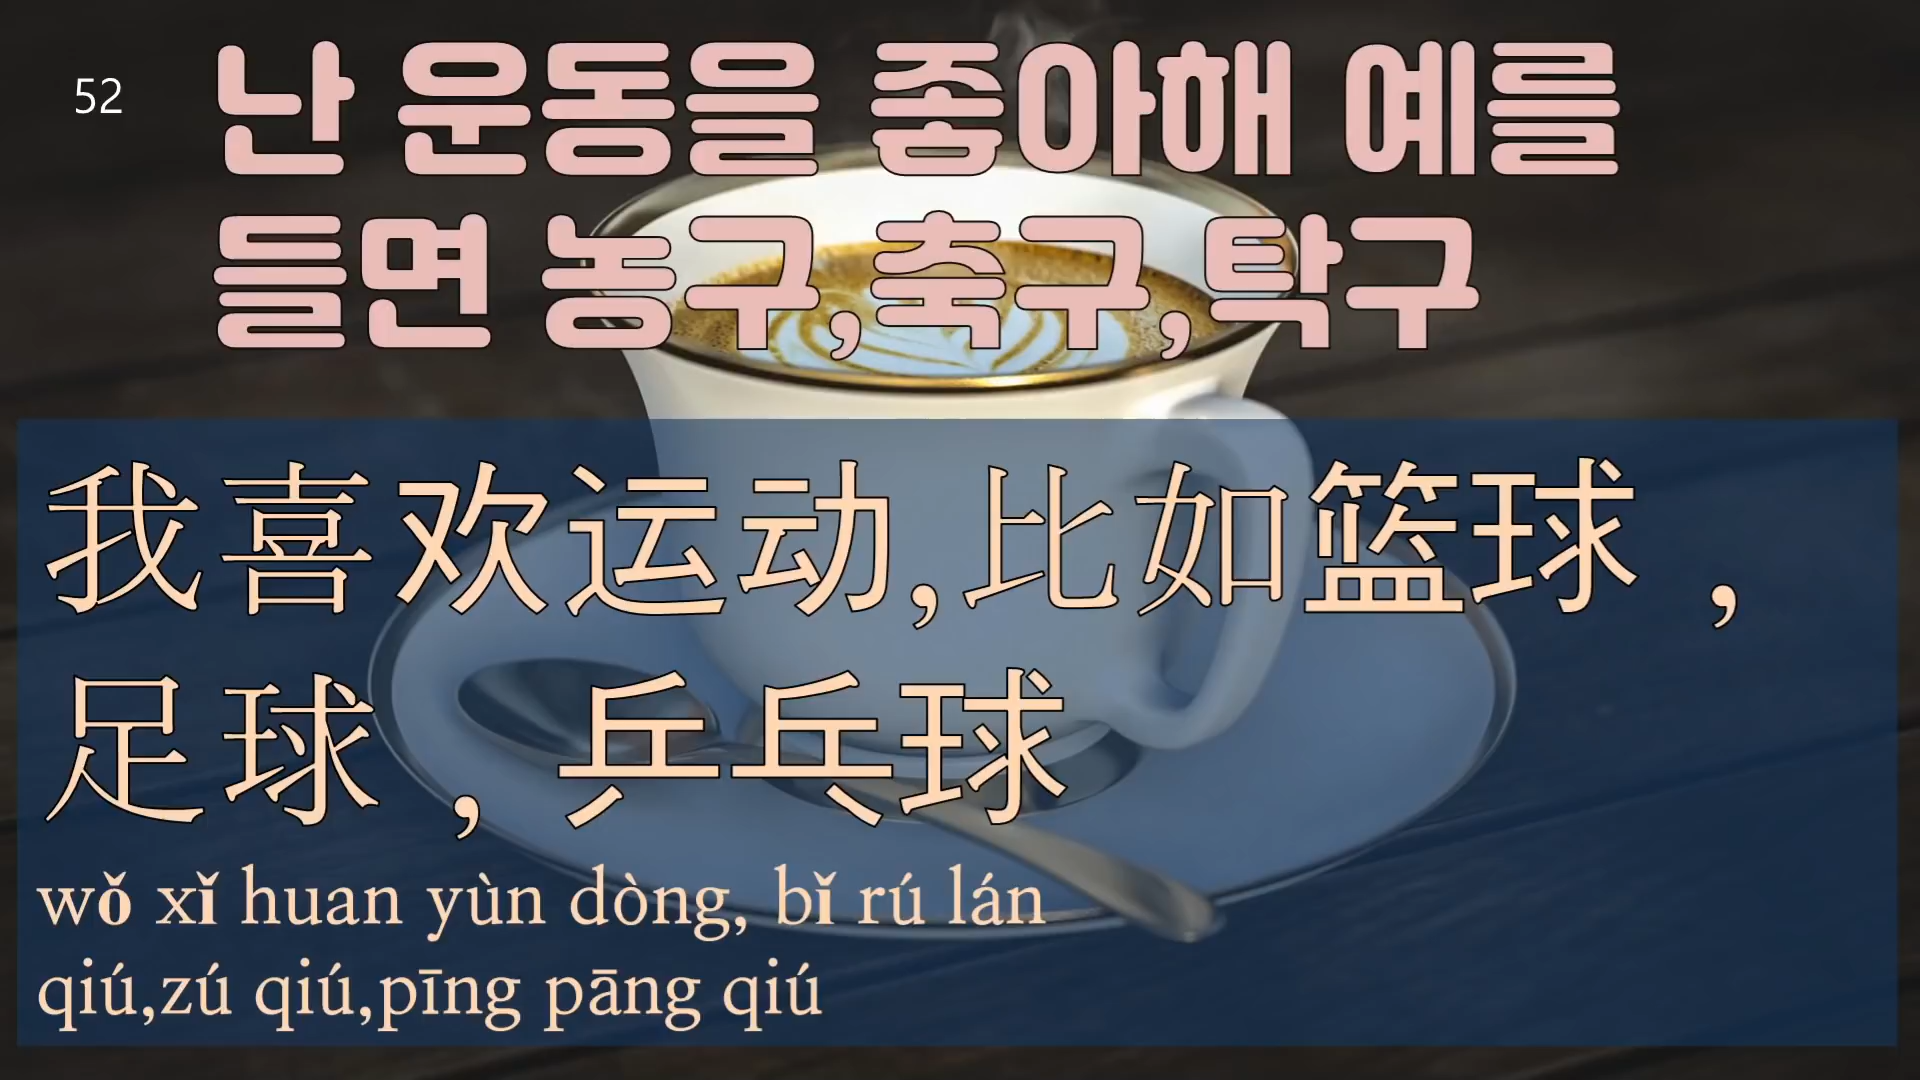 52
난 운동을 좋아해 예를
들면 농구,축구,탁구
我喜欢运动,比如篮球 ,
足球 , 乒乓球
wǒ xǐ huan yùn dòng, bǐ rú lán
qiú,zú qiú,pīng pāng qiú